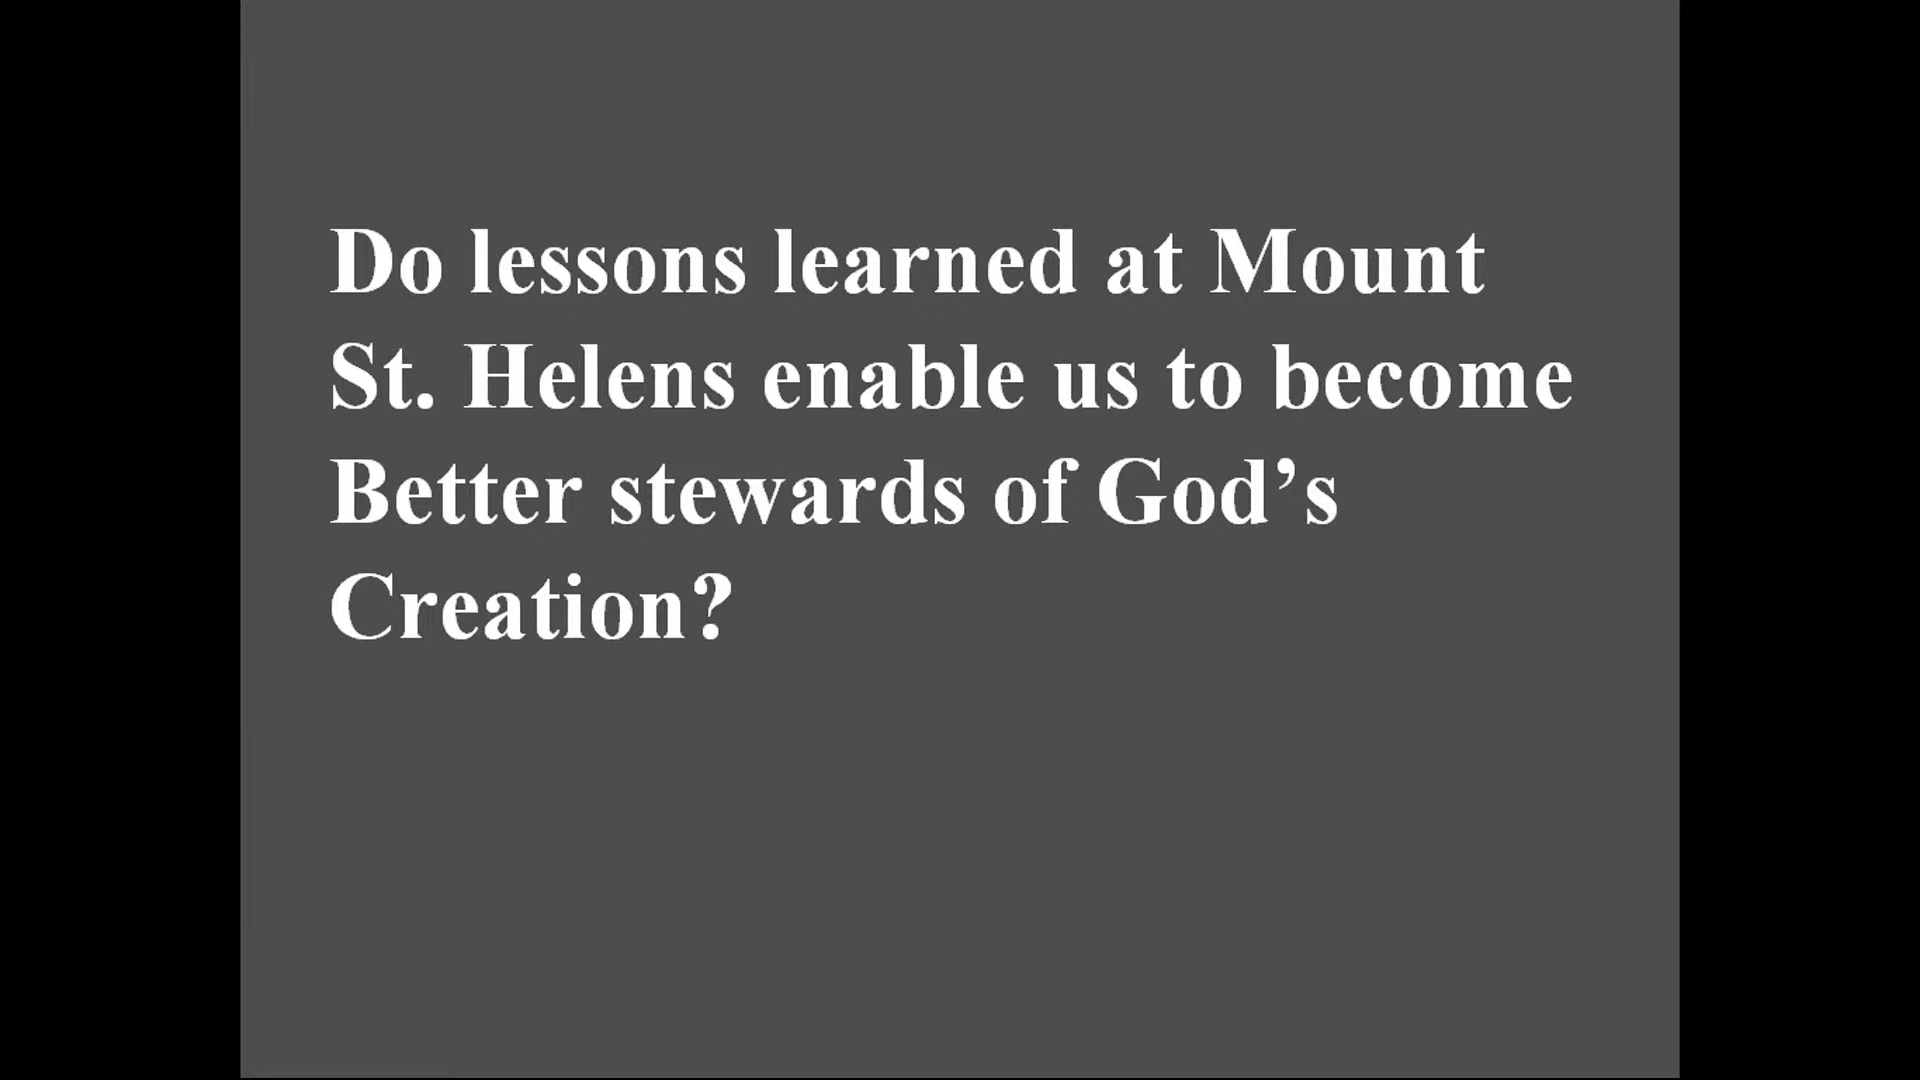 Do lessons learned at Mount
St. Helens enable us to become
Better stewards of God’s
Creation?